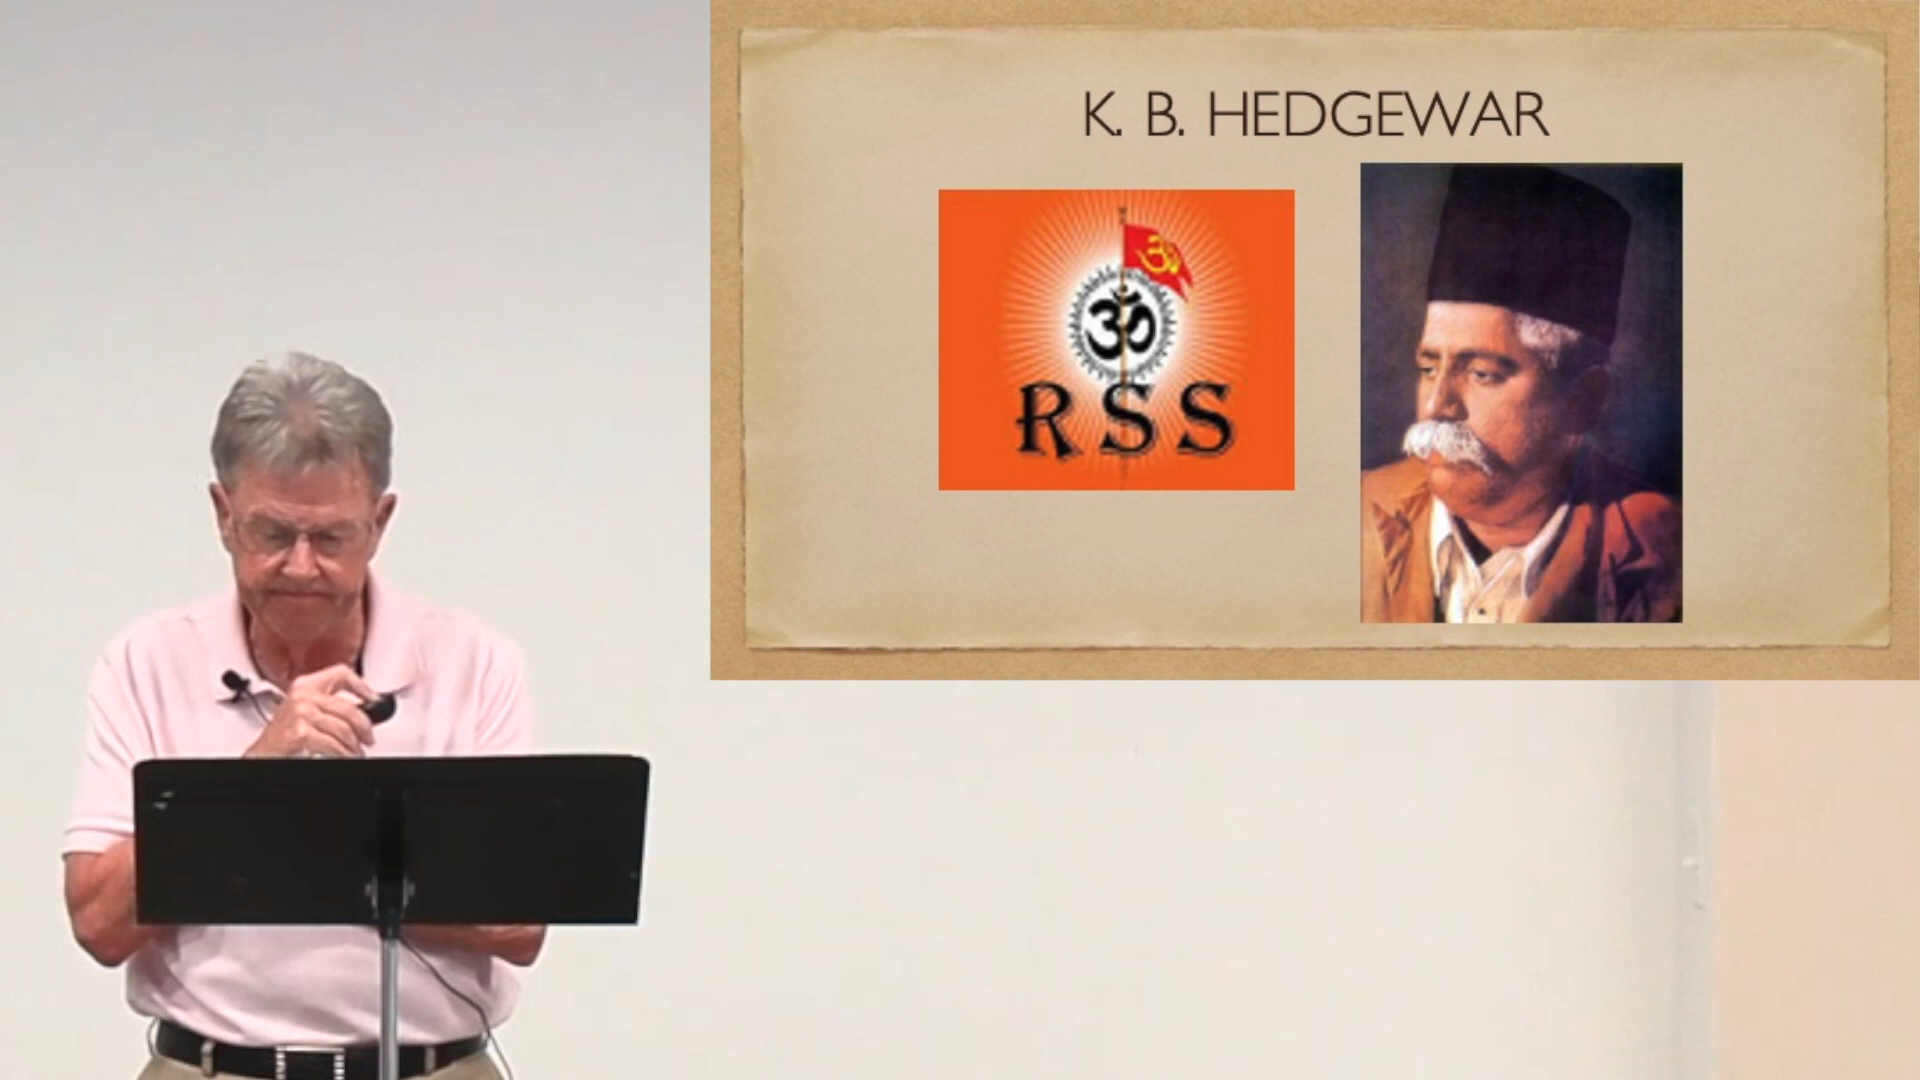 K. B. HEDGEWAR
ॐ
ॐ
RSS